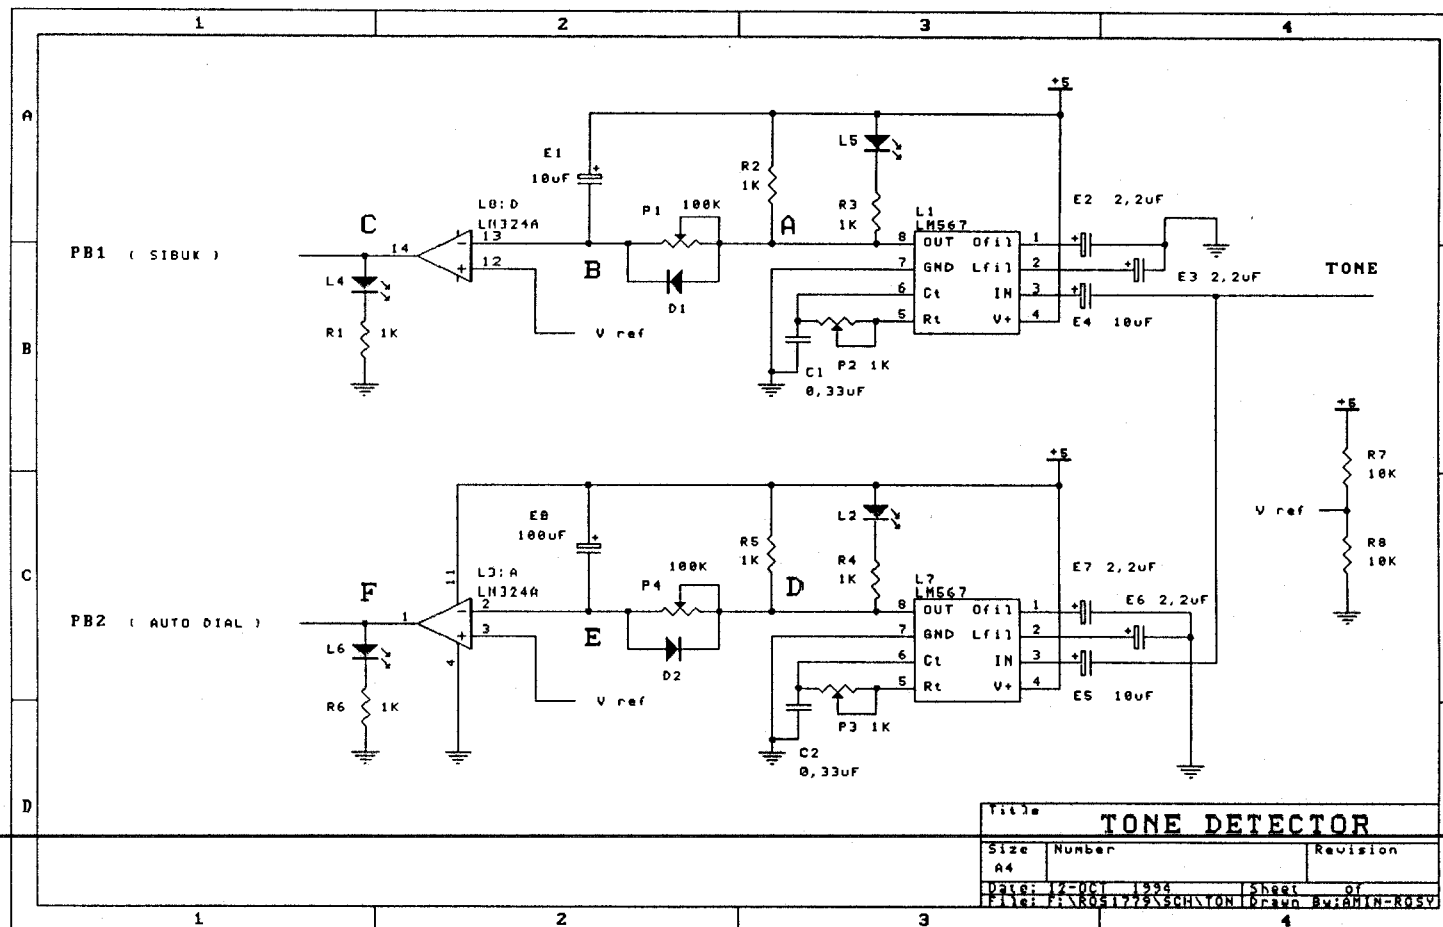 1 2 3 4
+5
A
L5
E1
10uF
R2
1K
E2 2,2uF
L8:D
LM324A
P1 100K
R3
1K
L1
LM567
C
A
13
14
12
8 OUT Ofil 1
7 GND Lfil 2
6 Ct IN 3
5 Rt V+ 4
PB1 ( SIBUK )
B
E3 2,2uF
TONE
L4
D1
E4 10uF
R1 1K
V ref
B
C1
0,33uF
P2 1K
+5
R7
10K
+5
V ref
E8
100uF
L2
R5
1K
R8
10K
C
11
L3:A
LM324A
P4 100K
R4
1K
L7
LM567
E7 2,2uF
E6 2,2uF
F
D
2
1
3
4
8 OUT Ofil 1
7 GND Lfil 2
6 Ct IN 3
5 Rt V+ 4
PB2 ( AUTO DIAL )
E
L6
D2
E5 10uF
R6 1K
V ref
P3 1K
C2
0,33uF
D
Title
TONE DETECTOR
Size Number Revision
A4
Date: 12-OCT 1994 Sheet of
File: F:\ROS1779\SCH\TON Drawn By:AMIN-ROSY
1 2 3 4